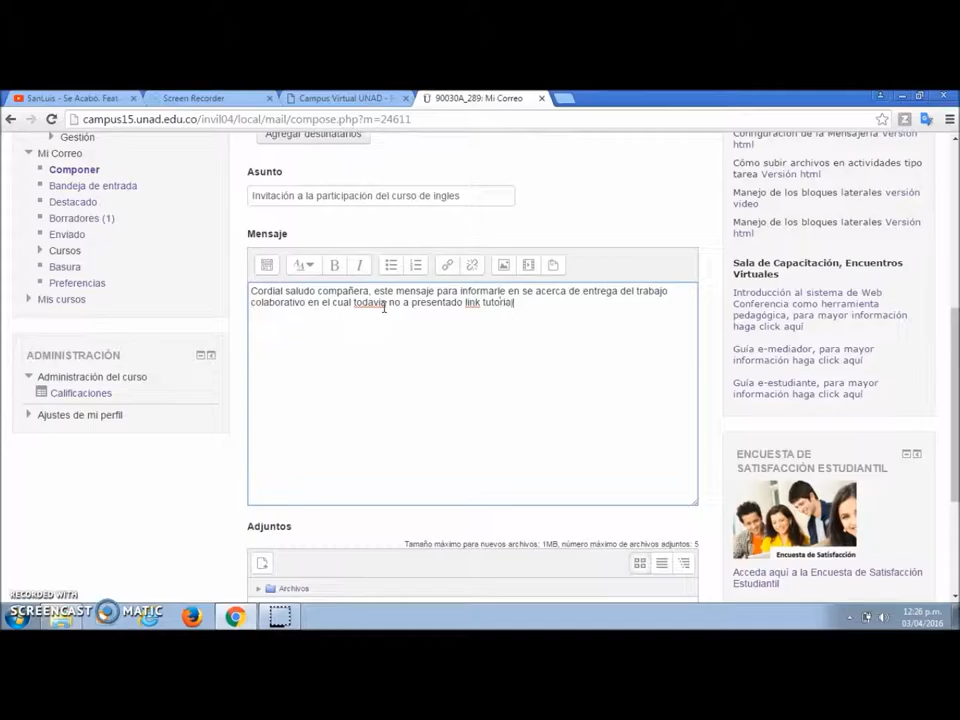 SanLuis - Se Acabó. Feat.
Screen Recorder
Campus Virtual UNAD -
90030A_289: Mi Correo
campus15.unad.edu.co/invil04/local/mail/compose.php?m=24611
Gestión
Mi Correo
Componer
Bandeja de entrada
Destacado
Borradores (1)
Enviado
Cursos
Basura
Preferences
Mis cursos
ADMINISTRACIÓN
Administración del curso
Calificaciones
Ajustes de mi perfil
Agregar destinatarios
Asunto
Invitación a la participación del curso de ingles
Mensaje
Cordial saludo compañera, este mensaje para informarle en se acerca de entrega del trabajo
colaborativo en el cual todavia no a presentado link tutorial
Adjuntos
Tamaño máximo para nuevos archivos: 1MB, número máximo de archivos adjuntos: 5
Archivos
Configuración de la Mensajería Versión
html
Cómo subir archivos en actividades tipo
tarea Versión html
Manejo de los bloques laterales versión
video
Manejo de los bloques laterales Versión
html
Sala de Capacitación, Encuentros
Virtuales
Introducción al sistema de Web
Conferencia como herramienta
pedagógica, para mayor información
haga click aquí
Guía e-mediador, para mayor
información haga click aquí
Guía e-estudiante, para mayor
información haga click aquí
ENCUESTA DE
SATISFACCIÓN ESTUDIANTIL
Encuesta de Satisfacción
Acceda aquí a la Encuesta de Satisfacción
Estudiantil
RECORDED WITH
SCREENCAST MATIC
12:26 p.m.
03/04/2016